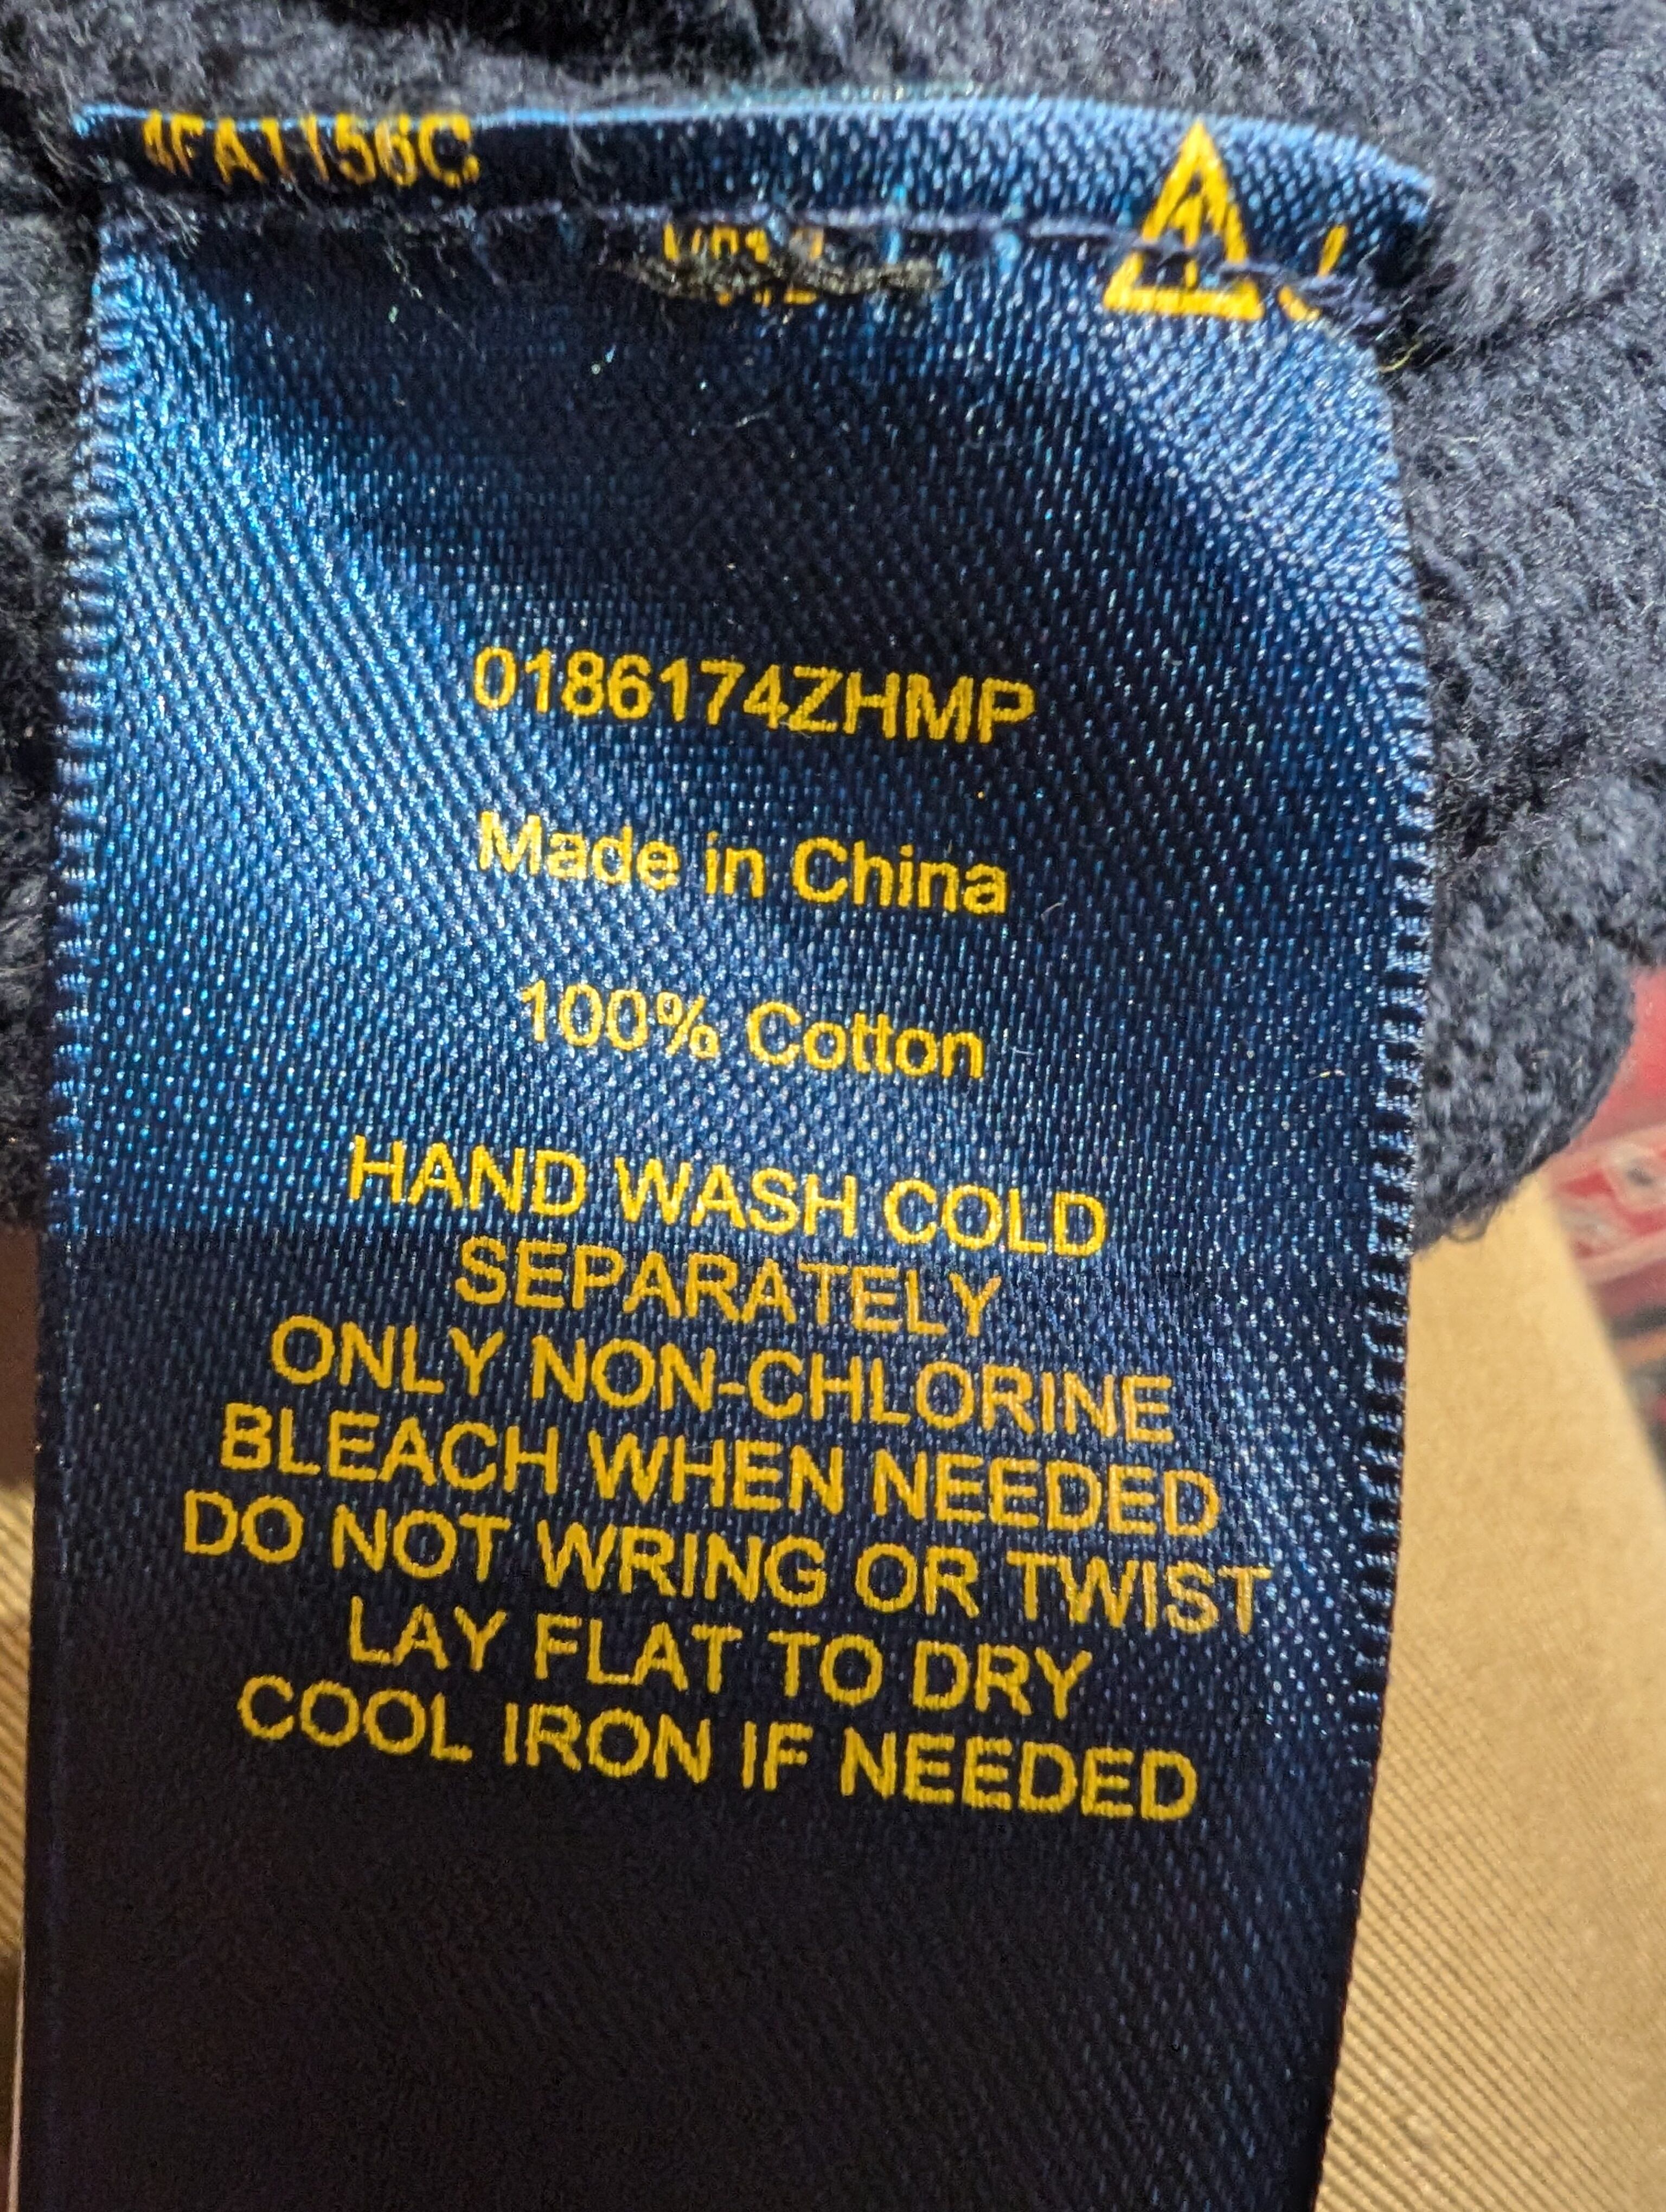 4FA1156C
0186174ZHMP
Made in China
100% Cotton
HAND WASH COLD
SEPARATELY
ONLY NON-CHLORINE
BLEACH WHEN NEEDED
DO NOT WRING OR TWIST
LAY FLAT TO DRY
COOL IRON IF NEEDED